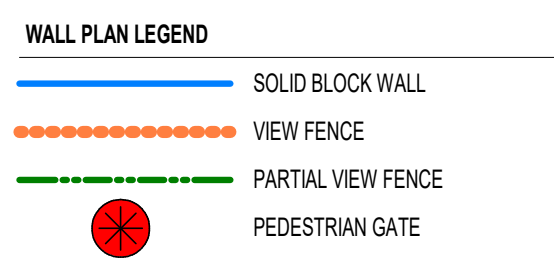 WALL PLAN LEGEND
SOLID BLOCK WALL
VIEW FENCE
PARTIAL VIEW FENCE
PEDESTRIAN GATE